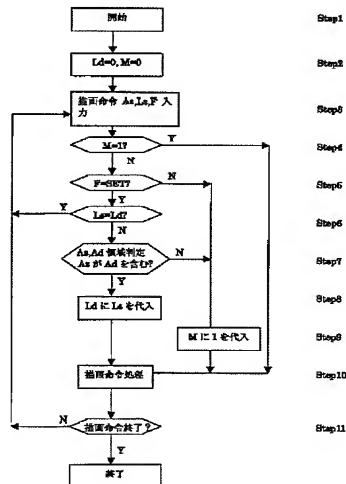 開始 Step1
Ld=0, M=0 Step2
描画命令 As,Ls,F 入
力 Step3
M=1? Y Step4
N
F=SET? N Step5
Y Y
Ls=Ld? Step6
N
As,Ad 領域判定
As が Ad を含む? N Step7
Y
Ld に Ls を代入 Step8
M に 1 を代入 Step9
描画命令処理 Step10
N 描画命令終了? Step11
Y
終了